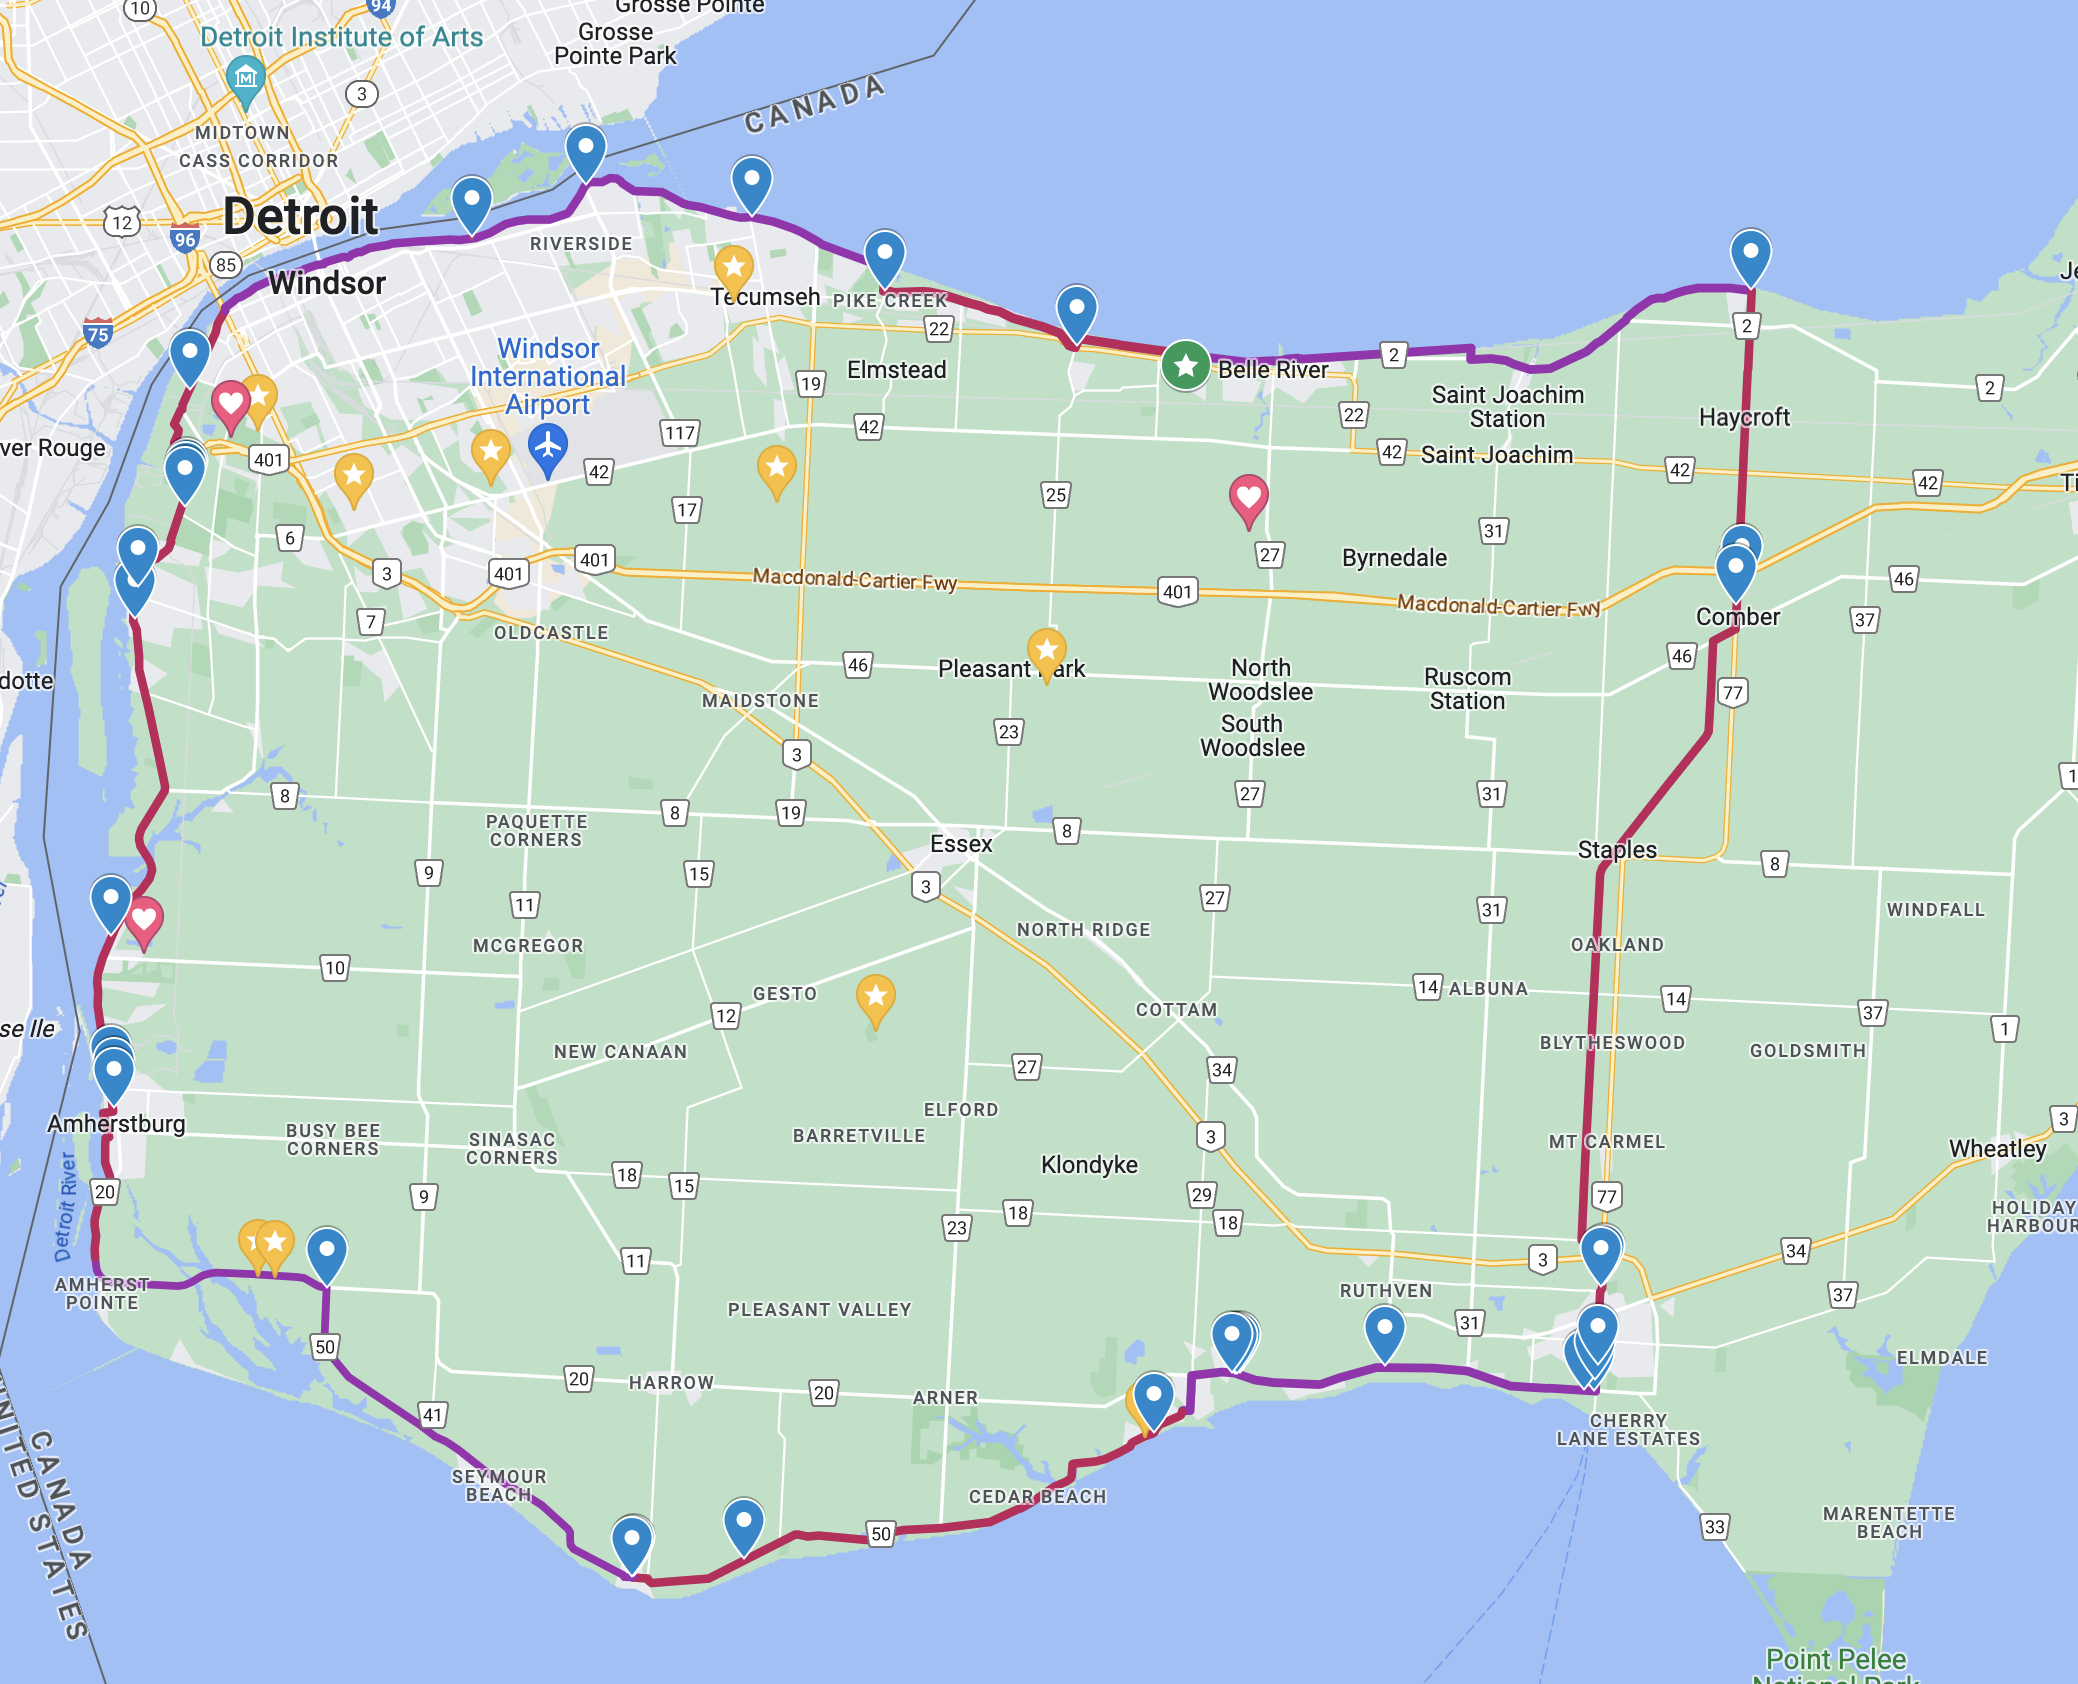 10
94
Grosse Pointe
Detroit Institute of Arts
Grosse
Pointe Park
3
CANADA
MIDTOWN
CASS CORRIDOR
12
Detroit
96
85
RIVERSIDE
Windsor
Tecumseh
PIKE CREEK
75
22
2
Windsor
International
Airport
Elmstead
Belle River
2
19
22
Saint Joachim
Station
2
Haycroft
ver Rouge
401
117
42
42
42
Saint Joachim
42
42
Ti
Je
17
25
31
6
3
401
401
Macdonald-Cartier Fwy
401
27
Byrnedale
Macdonald-Cartier Fwy
46
Comber
37
7
OLDCASTLE
46
Pleasant Park
North
Woodslee
Ruscom
Station
46
77
dotte
MAIDSTONE
23
South
Woodslee
3
8
8
19
27
31
1
PAQUETTE
CORNERS
Essex
8
Staples
8
9
15
3
27
31
11
NORTH RIDGE
WINDFALL
MCGREGOR
OAKLAND
10
GESTO
14
ALBUNA
14
12
COTTAM
37
1
se Ile
NEW CANAAN
BLYTHESWOOD
GOLDSMITH
27
34
Amherstburg
ELFORD
3
BUSY BEE
CORNERS
SINASAC
CORNERS
BARRETVILLE
3
MT CARMEL
Wheatley
Klondyke
18
15
20
9
29
77
Detroit River
23
18
18
HOLIDAY
HARBOUR
11
3
34
AMHERST
POINTE
RUTHVEN
37
PLEASANT VALLEY
31
50
ELMDALE
20
HARROW
20
ARNER
41
CHERRY
LANE ESTATES
CANADA
UNITED STATES
SEYMOUR
BEACH
CEDAR BEACH
50
33
MARENTETTE
BEACH
Point Pelee
National Park